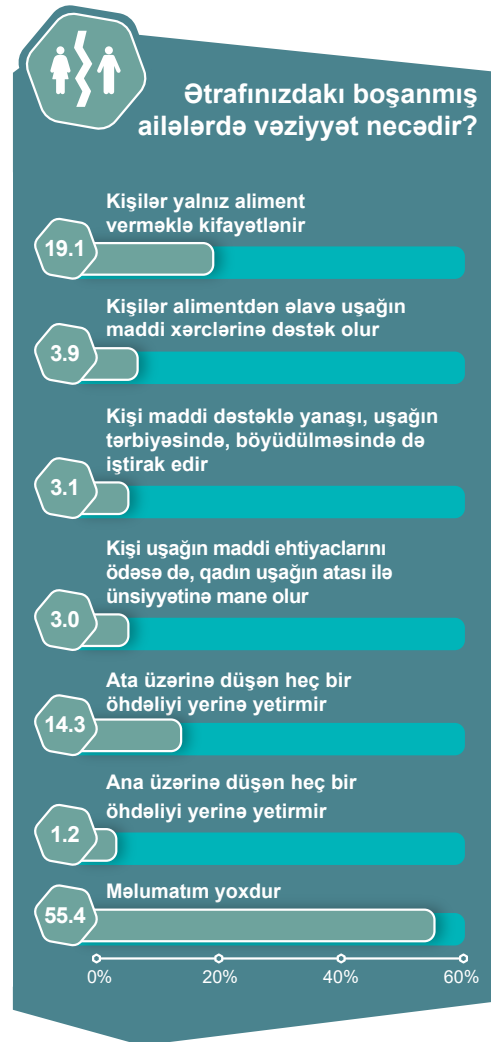 Ətrafınızdakı boşanmış
ailələrdə vəziyyət necədir?
Kişilər yalnız aliment
verməklə kifayətlənir
19.1
Kişilər alimentdən əlavə uşağın
maddi xərclərinə dəstək olur
3.9
Kişi maddi dəstəklə yanaşı, uşağın
tərbiyəsində, böyüdülməsində də
iştirak edir
3.1
Kişi uşağın maddi ehtiyaclarını
ödəsə də, qadın uşağın atası ilə
ünsiyyətinə mane olur
3.0
Ata üzərinə düşən heç bir
öhdəliyi yerinə yetirmir
14.3
Ana üzərinə düşən heç bir
öhdəliyi yerinə yetirmir
1.2
Məlumatım yoxdur
55.4
0% 20% 40% 60%